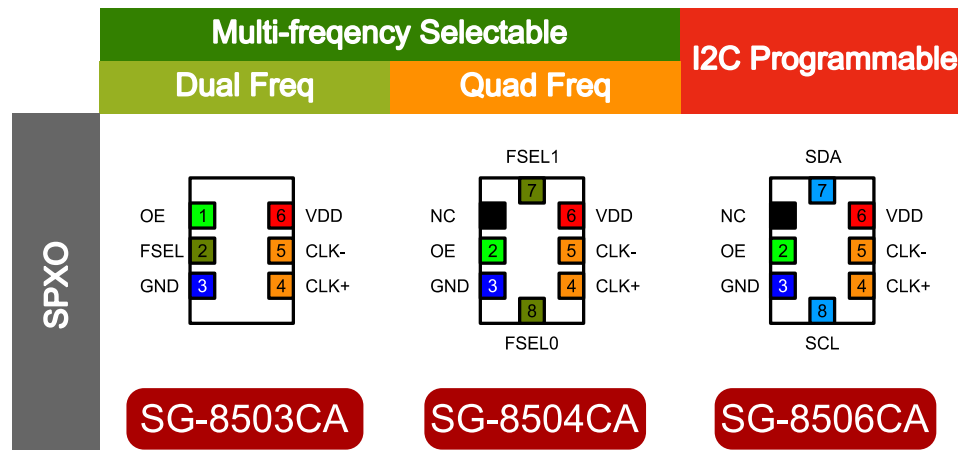 Multi-freqency Selectable
I2C Programmable
Dual Freq
Quad Freq
SPXO
OE 1 6 VDD
FSEL 2 5 CLK-
GND 3 4 CLK+
SG-8503CA
FSEL1
7
NC 6 VDD
OE 2 5 CLK-
GND 3 4 CLK+
8
FSEL0
SG-8504CA
SDA
7
NC 6 VDD
OE 2 5 CLK-
GND 3 4 CLK+
8
SCL
SG-8506CA